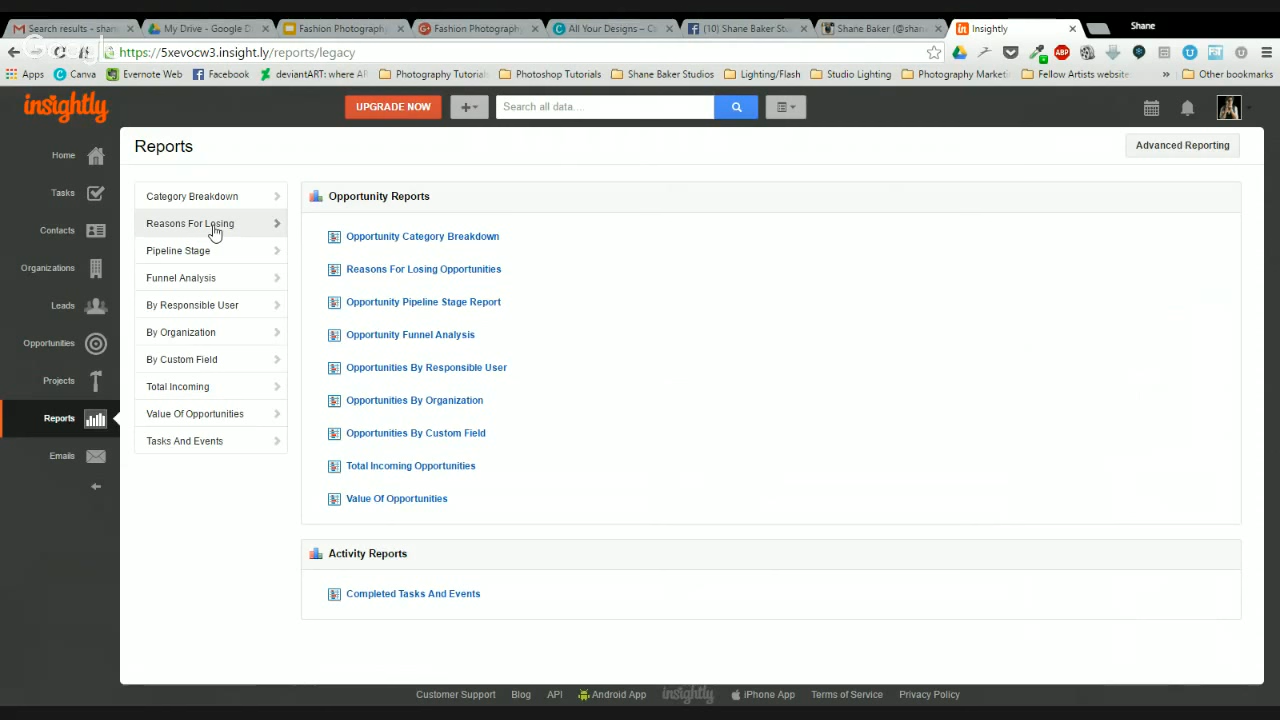 Search results - sham
My Drive - Google D
Fashion Photograph
Fashion Photography
All Your Designs – C
(10) Shane Baker Stud
Shane Baker (@shane
Insightly
Shane
https://5xevocw3.insight.ly/reports/legacy
Apps
Canva
Evernote Web
Facebook
deviantART: where A
Photography Tutorials
Photoshop Tutorials
Shane Baker Studios
Lighting/Flash
Studio Lighting
Photography Market
Fellow Artists website
Other bookmarks
insightly
UPGRADE NOW
Search all data....
Home
Tasks
Contacts
Organizations
Leads
Opportunities
Projects
Reports
Emails
Reports
Advanced Reporting
Category Breakdown
Reasons For Losing
Pipeline Stage
Funnel Analysis
By Responsible User
By Organization
By Custom Field
Total Incoming
Value Of Opportunities
Tasks And Events
Opportunity Reports
Opportunity Category Breakdown
Reasons For Losing Opportunities
Opportunity Pipeline Stage Report
Opportunity Funnel Analysis
Opportunities By Responsible User
Opportunities By Organization
Opportunities By Custom Field
Total Incoming Opportunities
Value Of Opportunities
Activity Reports
Completed Tasks And Events
Customer Support
Blog
API
Android App
insightly
iPhone App
Terms of Service
Privacy Policy